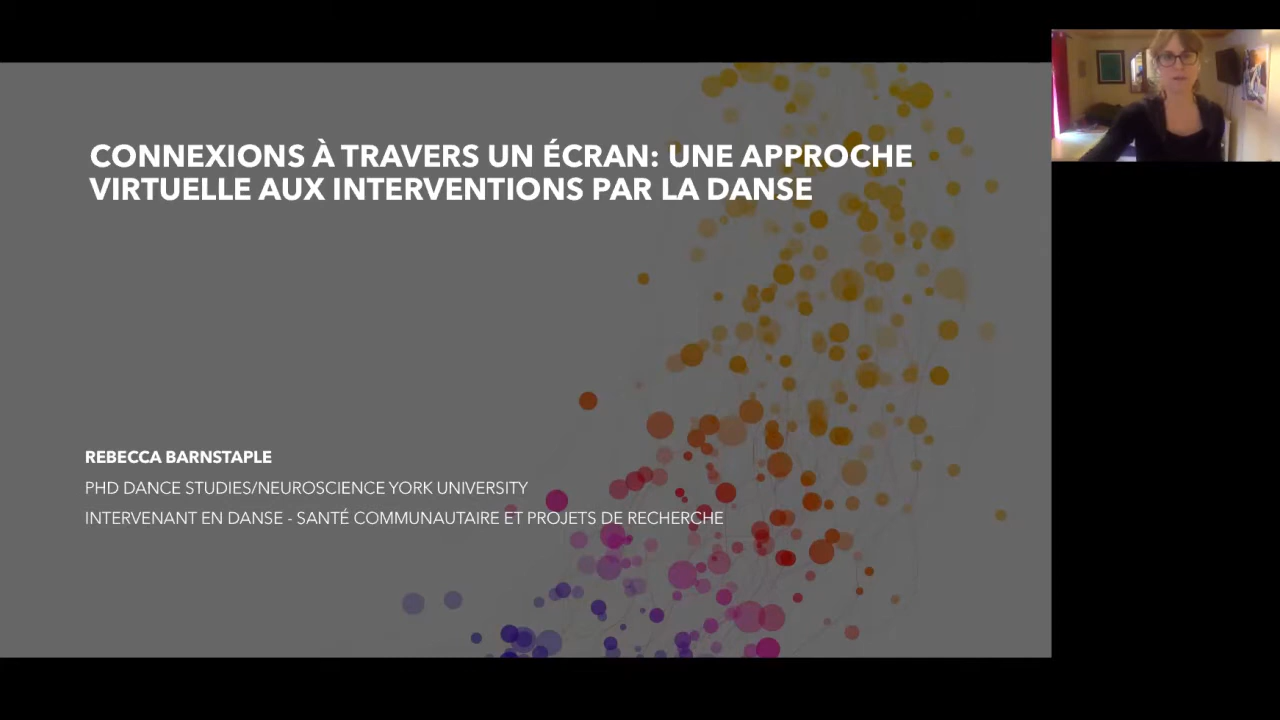 CONNEXIONS À TRAVERS UN ÉCRAN: UNE APPROCHE
VIRTUELLE AUX INTERVENTIONS PAR LA DANSE
REBECCA BARNSTAPLE
PHD DANCE STUDIES/NEUROSCIENCE YORK UNIVERSITY
INTERVENANT EN DANSE - SANTÉ COMMUNAUTAIRE ET PROJETS DE RECHERCHE